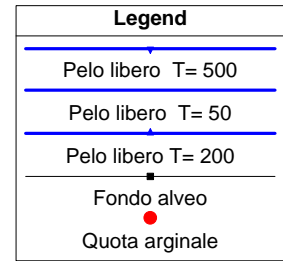 Legend
Pelo libero T= 500
Pelo libero T= 50
Pelo libero T= 200
Fondo alveo
Quota arginale